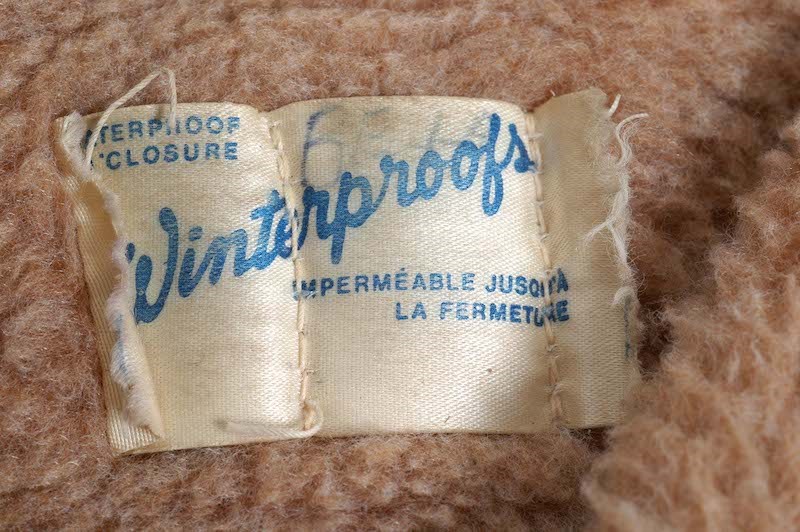 TERPROOF
CLOSURE
Winterproofs
IMPERMÉABLE JUSQU'À
LA FERMETURE